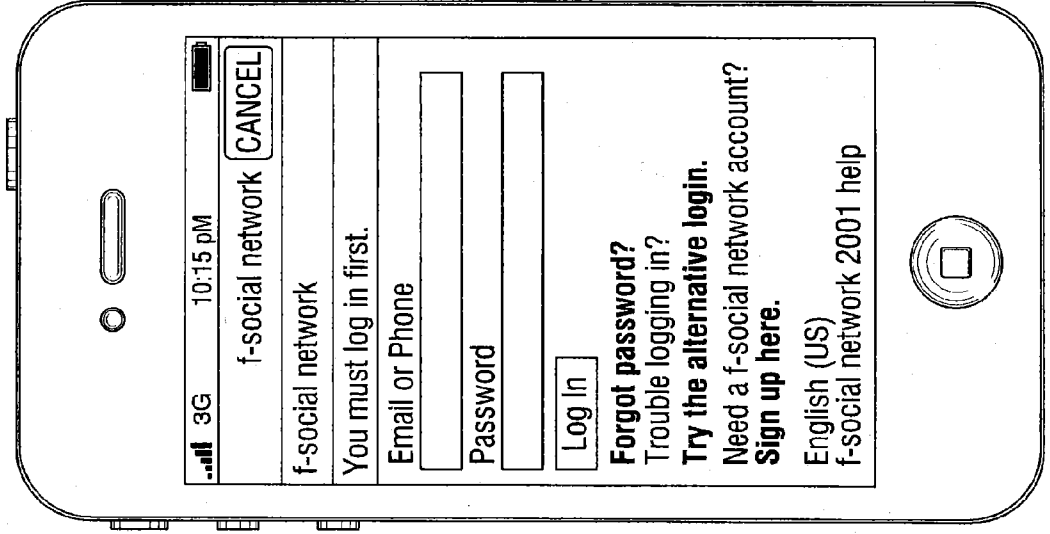 3G 10:15 pM
f-social network CANCEL
f-social network
You must log in first.
Email or Phone
Password
Log In
Forgot password?
Trouble logging in?
Try the alternative login.
Need a f-social network account?
Sign up here.
English (US)
f-social network 2001 help